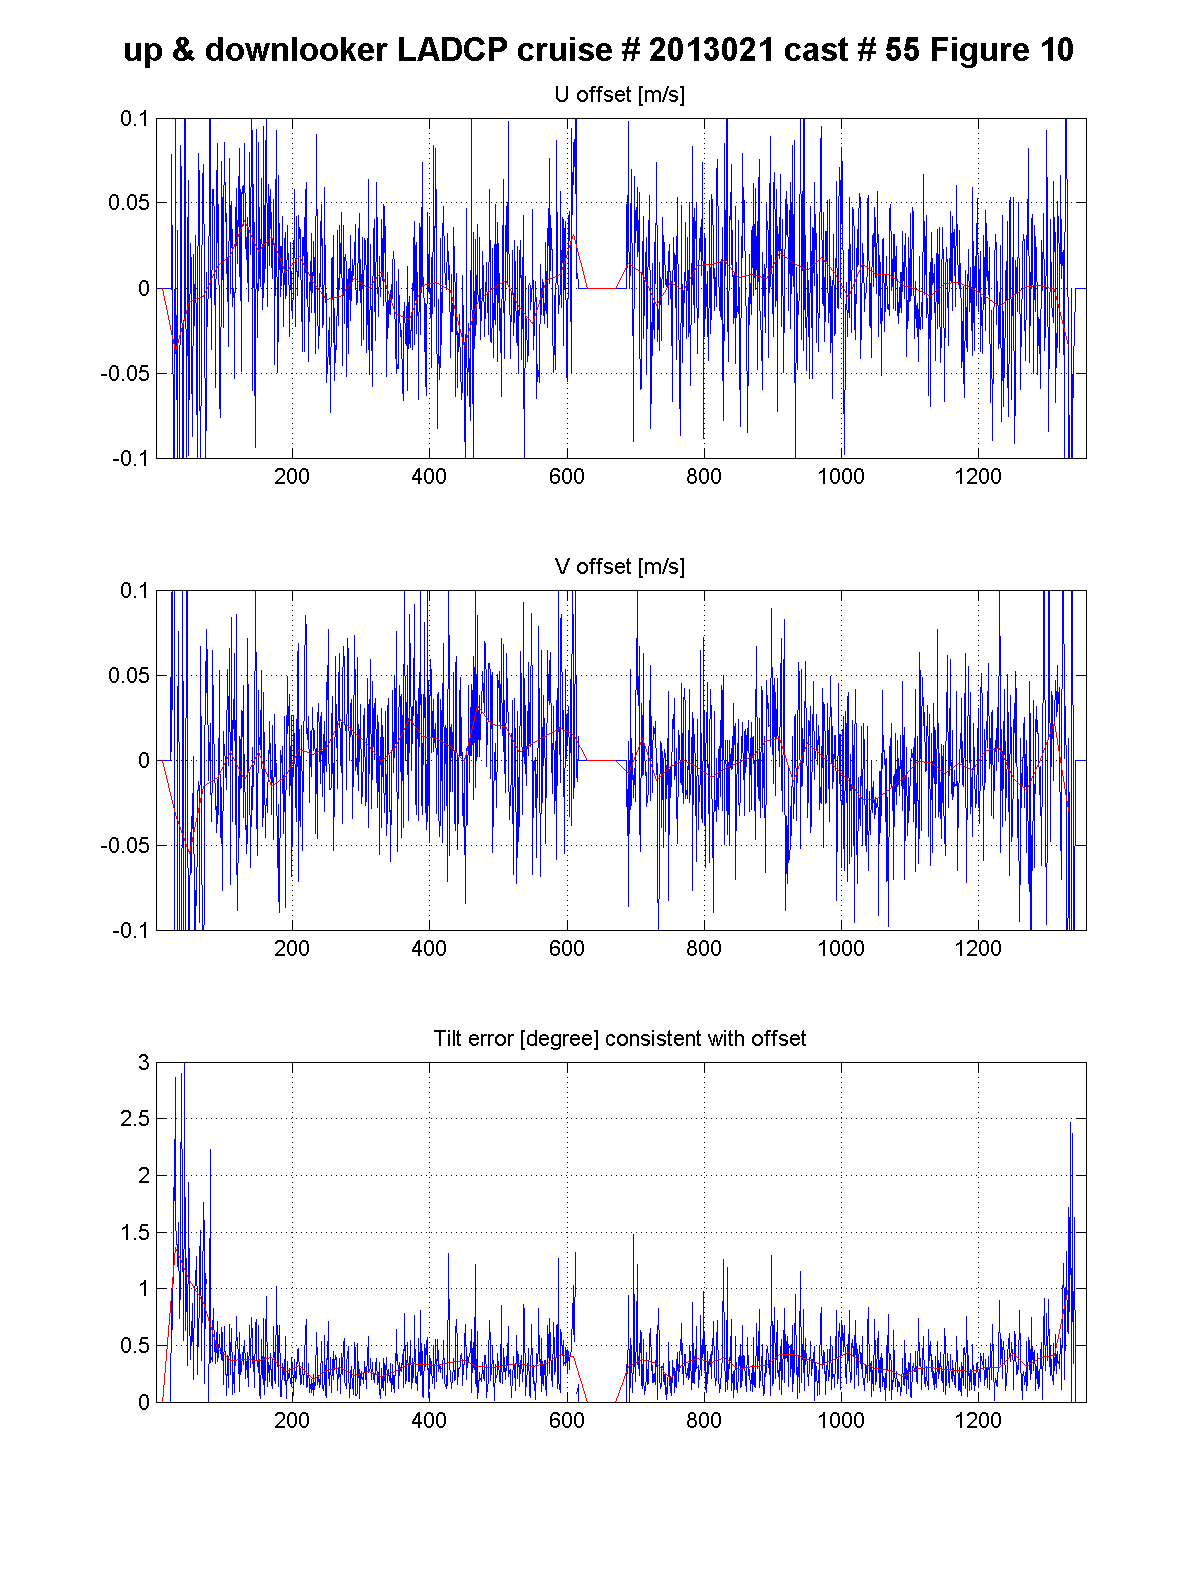 up & downlooker LADCP cruise # 2013021 cast # 55 Figure 10
U offset [m/s]
0.1
0.05
0
-0.05
-0.1
200 400 600 800 1000 1200
V offset [m/s]
0.1
0.05
0
-0.05
-0.1
200 400 600 800 1000 1200
Tilt error [degree] consistent with offset
3
2.5
2
1.5
1
0.5
0
200 400 600 800 1000 1200